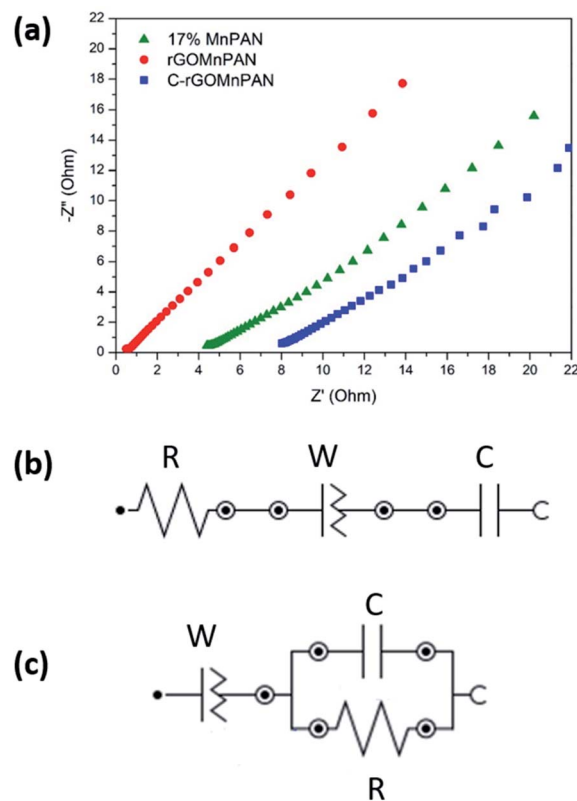 (a)
22
20
18
16
14
12
10
8
6
4
2
0
-Z" (Ohm)
17% MnPAN
rGOMnPAN
C-rGOMnPAN
0 2 4 6 8 10 12 14 16 18 20 22
Z' (Ohm)
(b)
R W C
(c)
W C
R